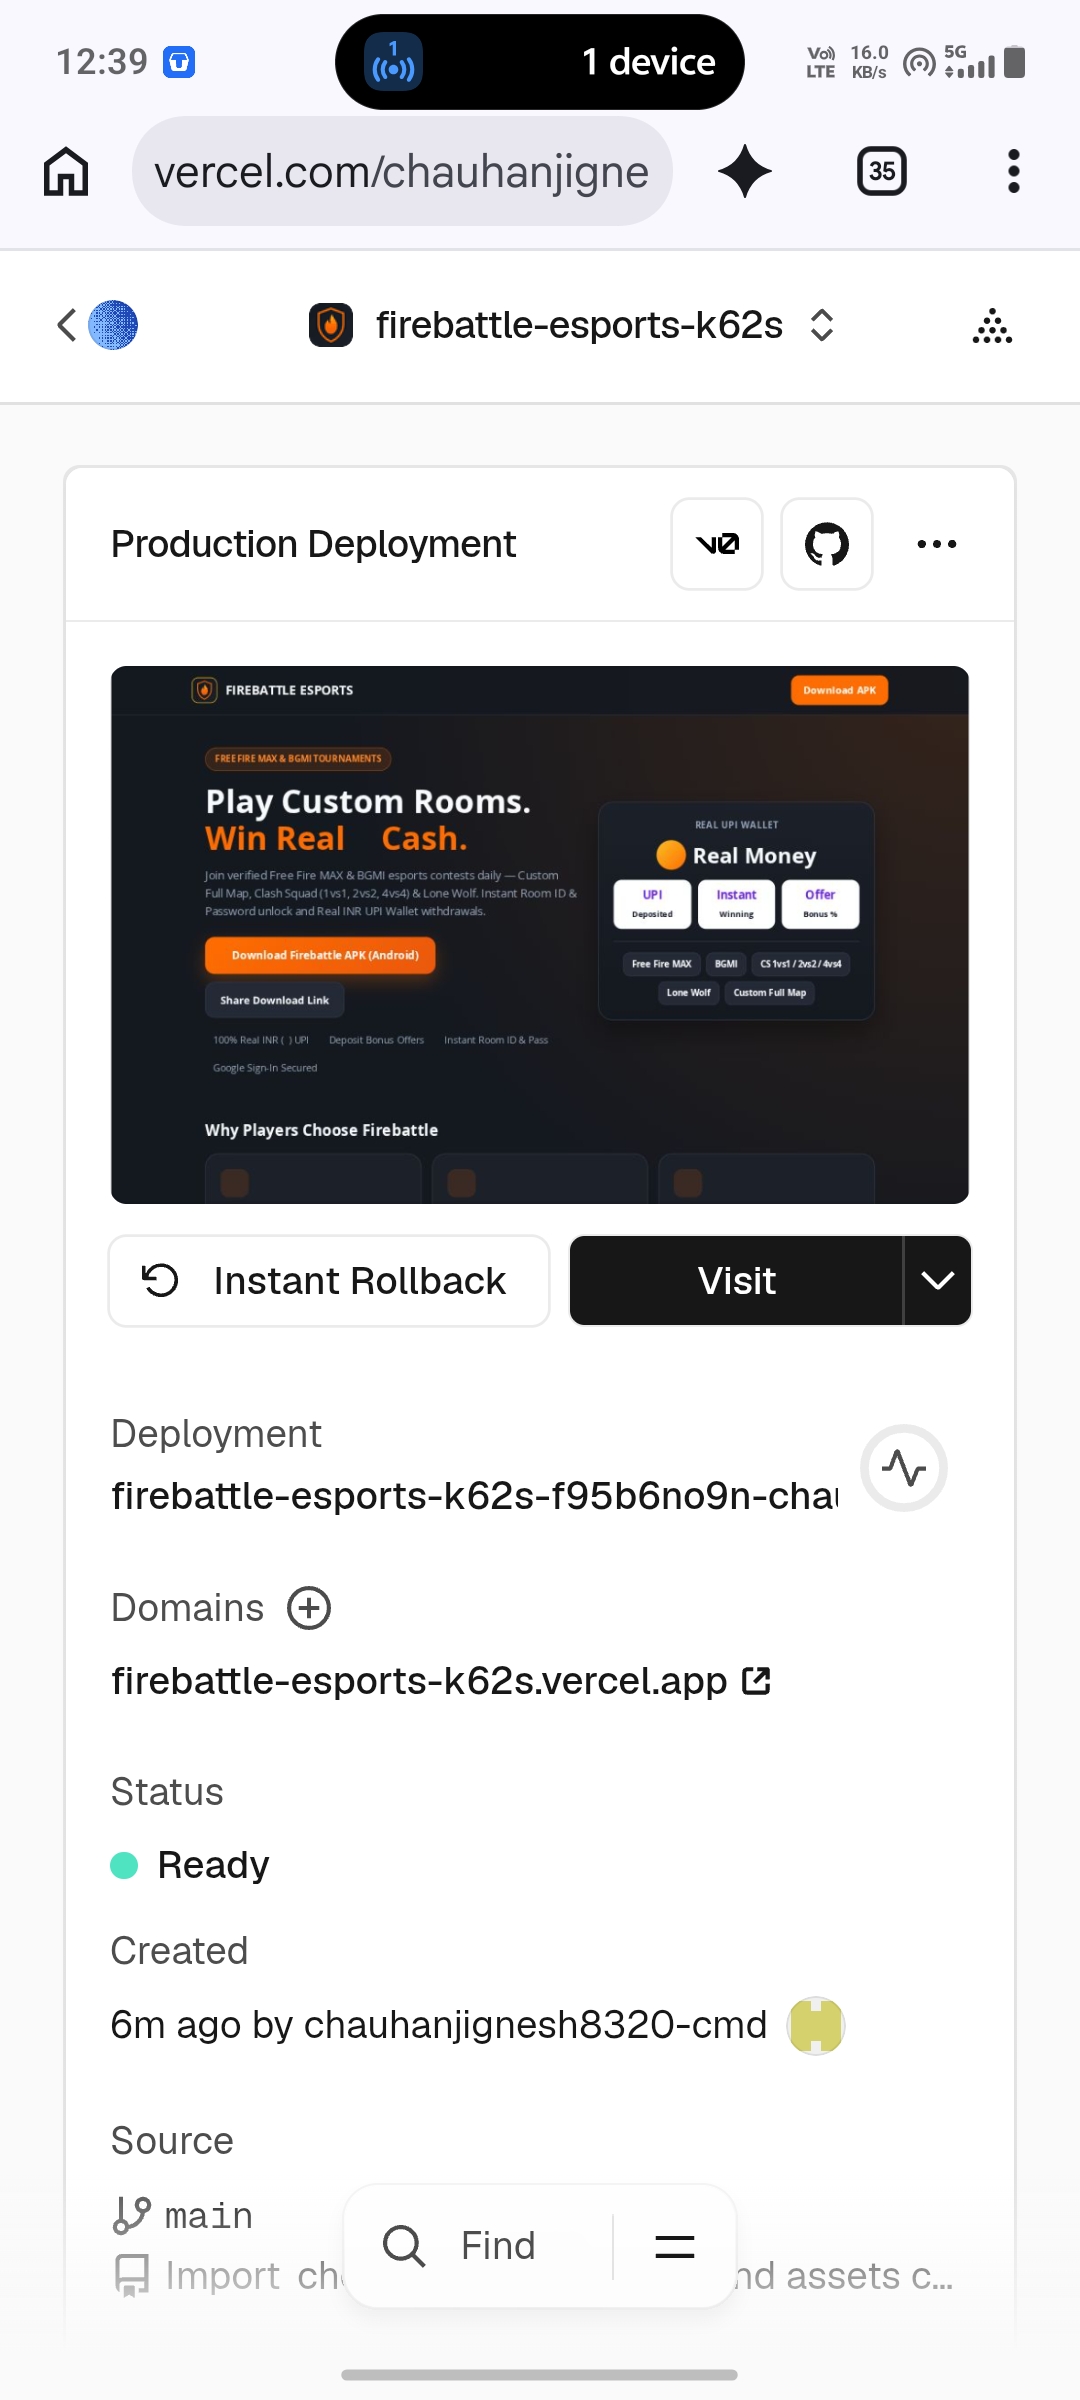 12:39
1
1 device
Vo)) LTE
16.0 KB/s
5G
vercel.com/chauhanjigne
35
firebattle-esports-k62s
Production Deployment
v0
FIREBATTLE ESPORTS
Download APK
FREE FIRE MAX & BGMI TOURNAMENTS
Play Custom Rooms.
Win Real Cash.
Join verified Free Fire MAX & BGMI esports contests daily — Custom
Full Map, Clash Squad (1vs1, 2vs2, 4vs4) & Lone Wolf. Instant Room ID &
Password unlock and Real INR UPI Wallet withdrawals.
Download Firebattle APK (Android)
Share Download Link
100% Real INR ( ) UPI Deposit Bonus Offers Instant Room ID & Pass
Google Sign-In Secured
REAL UPI WALLET
Real Money
UPI Instant Offer
Deposited Winning Bonus %
Free Fire MAX BGMI CS 1vs1 / 2vs2 / 4vs4
Lone Wolf Custom Full Map
Why Players Choose Firebattle
Instant Rollback
Visit
Deployment
firebattle-esports-k62s-f95b6no9n-chau
Domains
firebattle-esports-k62s.vercel.app
Status
Ready
Created
6m ago by chauhanjignesh8320-cmd
Source
main
Import assets c...
Find